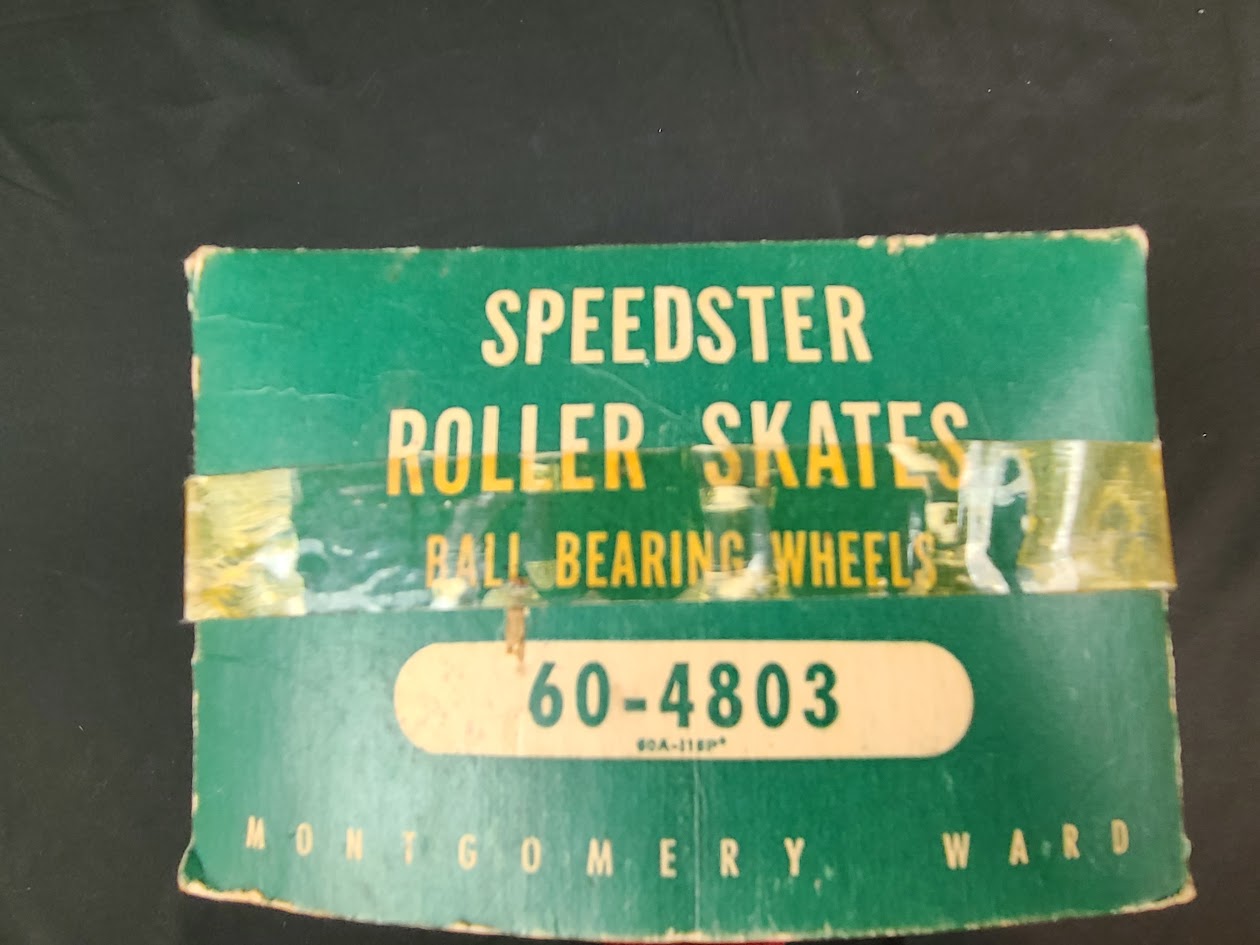 SPEEDSTER
ROLLER SKATES
BALL BEARING WHEELS
60-4803
MONTGOMERY WARD